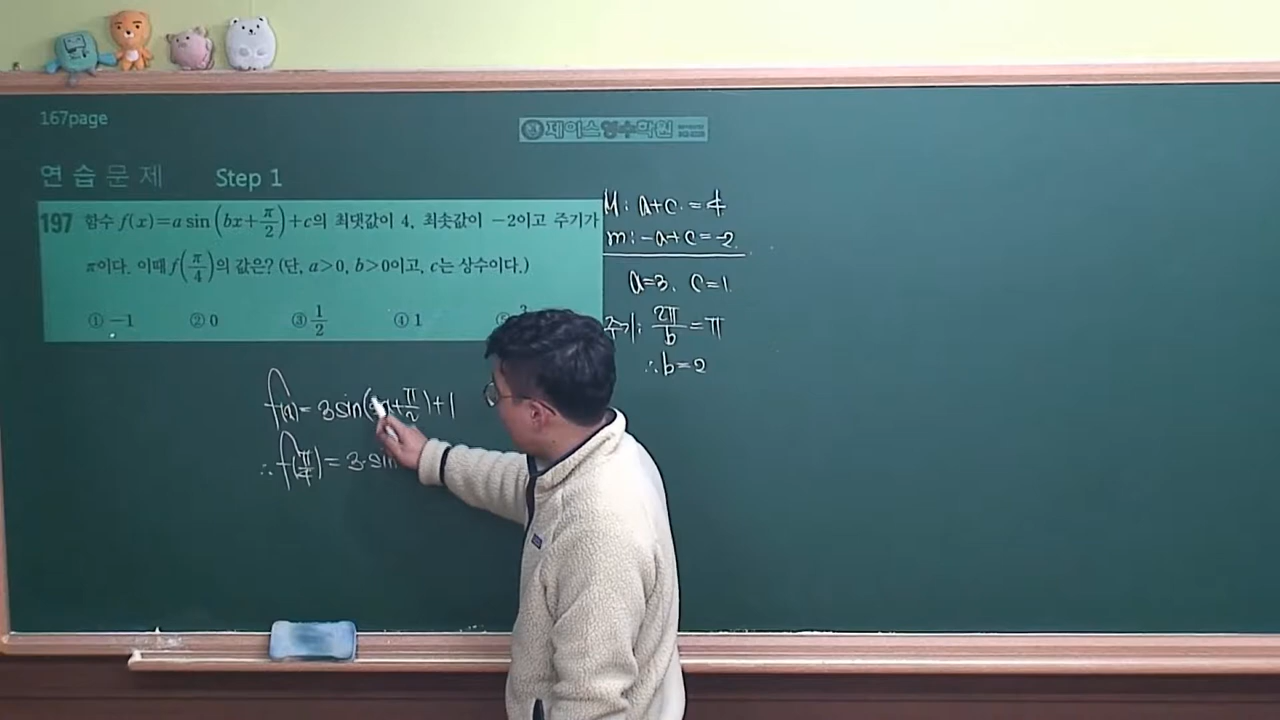 167page
제이스영수학원
연습문제 Step 1
197 함수 f(x)=a sin(bx+π/2)+c의 최댓값이 4, 최솟값이 -2이고 주기가
π이다. 이때 f(π/4)의 값은? (단, a>0, b>0이고, c는 상수이다.)
① -1 ② 0 ③ 1/2 ④ 1
M: a+c=4
m: -a+c=-2
a=3, c=1
주기: 2π/b=π
∴b=2
f(x)=3sin(2x+π/2)+1
∴f(π/4)=3·sin